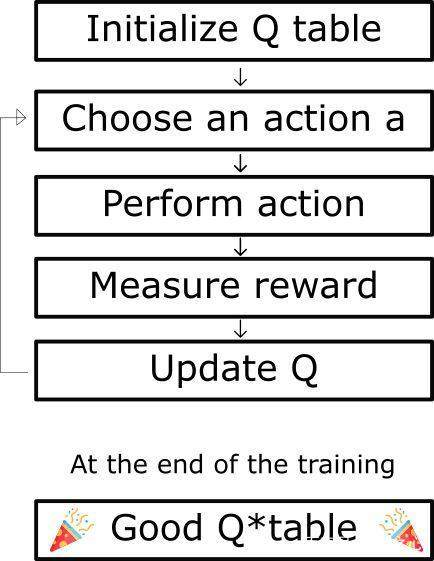 Initialize Q table
Choose an action a
Perform action
Measure reward
Update Q
At the end of the training
Good Q*table